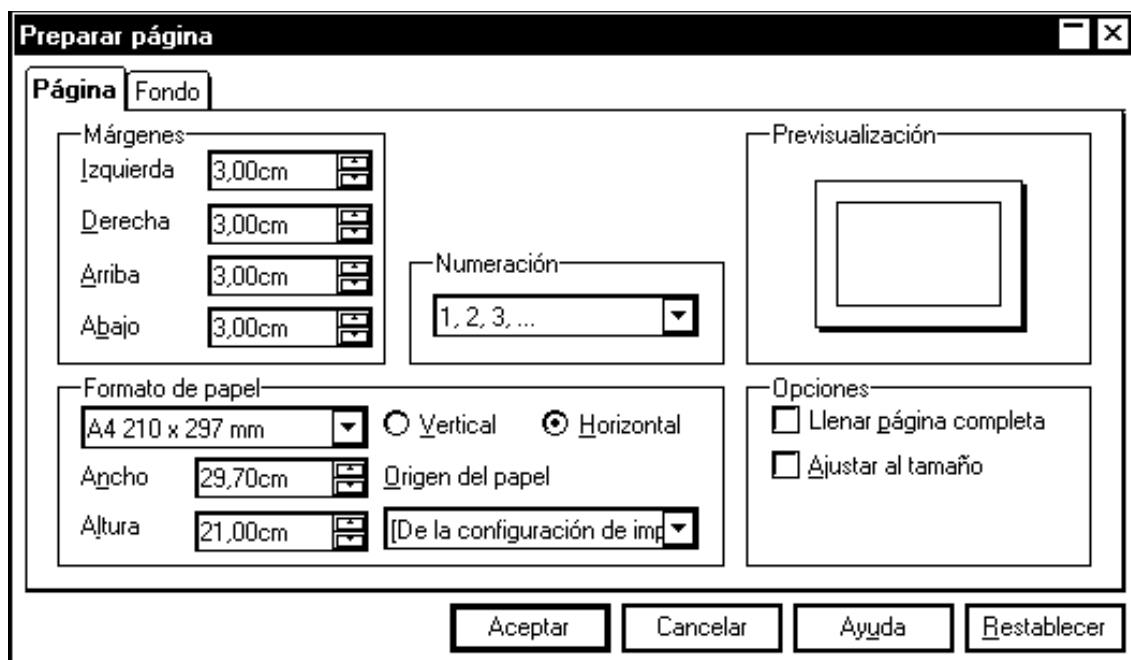 Preparar página
Página Fondo
Márgenes
Izquierda 3,00cm
Derecha 3,00cm
Arriba 3,00cm
Abajo 3,00cm
Numeración
1, 2, 3, ...
Previsualización
Formato de papel
A4 210 x 297 mm Vertical Horizontal
Ancho 29,70cm Origen del papel
Altura 21,00cm [De la configuración de imp
Opciones
Llenar página completa
Ajustar al tamaño
Aceptar Cancelar Ayuda Restablecer